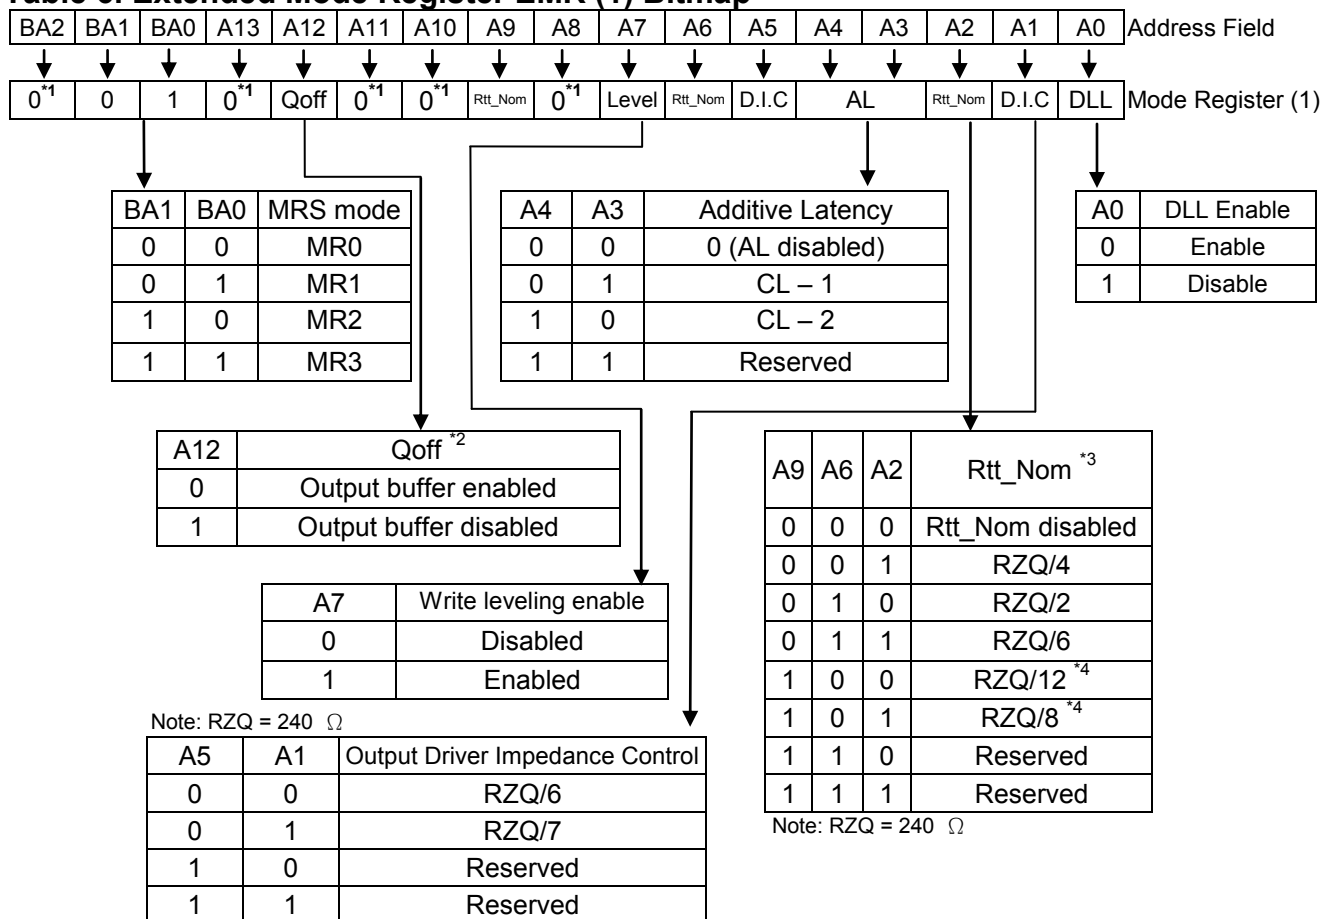 Table 6. Extended Mode Register EMR (1) Bitmap
BA2 BA1 BA0 A13 A12 A11 A10 A9 A8 A7 A6 A5 A4 A3 A2 A1 A0 Address Field
0*1 0 1 0*1 Qoff 0*1 0*1 Rtt_Nom 0*1 Level Rtt_Nom D.I.C AL Rtt_Nom D.I.C DLL Mode Register (1)
BA1 BA0 MRS mode
0 0 MR0
0 1 MR1
1 0 MR2
1 1 MR3
A4 A3 Additive Latency
0 0 0 (AL disabled)
0 1 CL – 1
1 0 CL – 2
1 1 Reserved
A0 DLL Enable
0 Enable
1 Disable
A12 Qoff *2
0 Output buffer enabled
1 Output buffer disabled
A9 A6 A2 Rtt_Nom *3
0 0 0 Rtt_Nom disabled
0 0 1 RZQ/4
0 1 0 RZQ/2
0 1 1 RZQ/6
1 0 0 RZQ/12 *4
1 0 1 RZQ/8 *4
1 1 0 Reserved
1 1 1 Reserved
Note: RZQ = 240 Ω
A7 Write leveling enable
0 Disabled
1 Enabled
Note: RZQ = 240 Ω
A5 A1 Output Driver Impedance Control
0 0 RZQ/6
0 1 RZQ/7
1 0 Reserved
1 1 Reserved